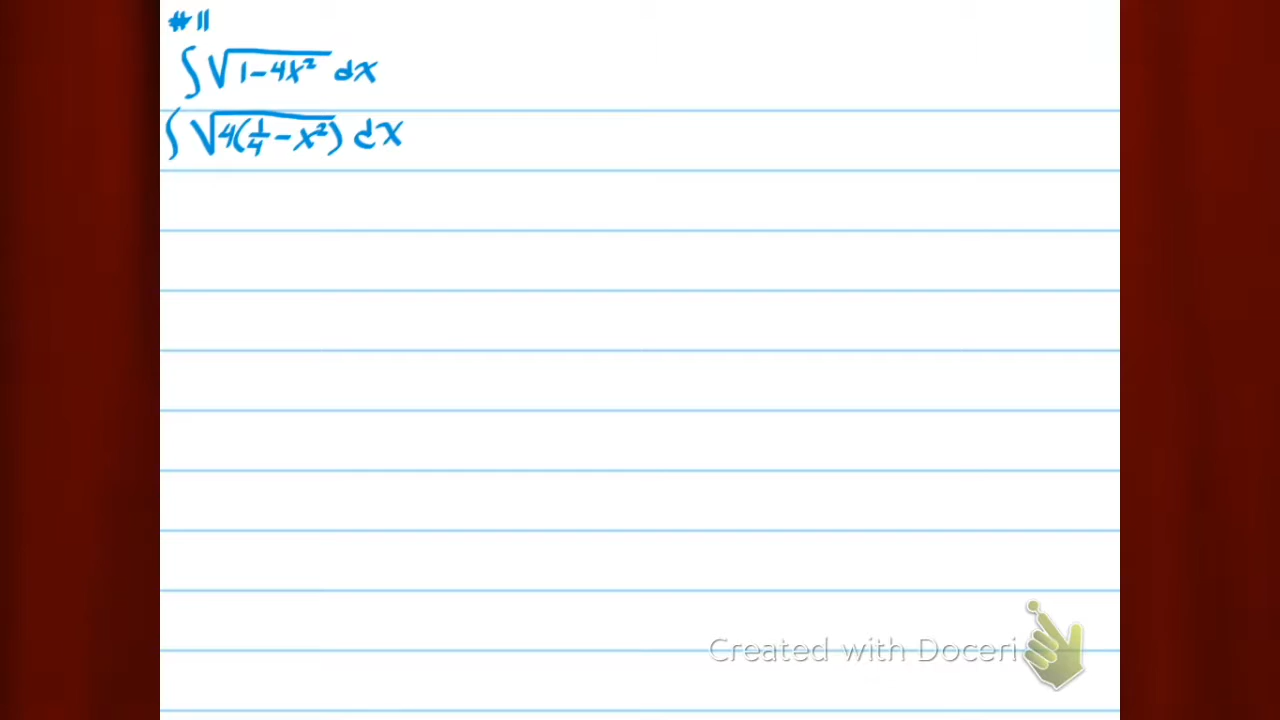 #11
∫ √(1-4x²) dx
∫ √(4(1/4 - x²)) dx
Created with Doceri